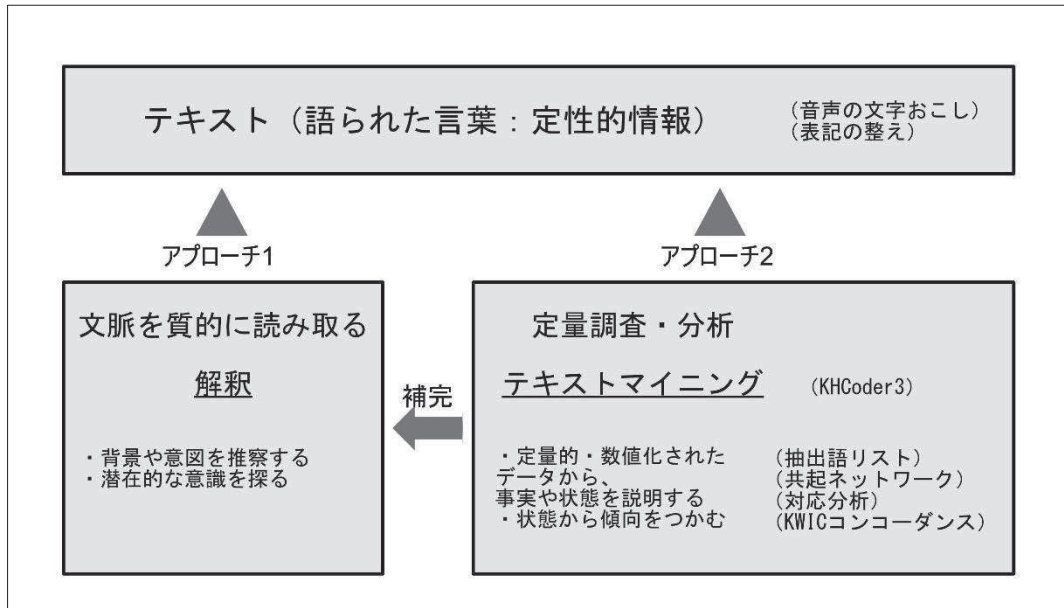 テキスト（語られた言葉：定性的情報）
（音声の文字おこし）
（表記の整え）
アプローチ1
アプローチ2
文脈を質的に読み取る
解釈
・背景や意図を推察する
・潜在的な意識を探る
補完
定量調査・分析
テキストマイニング （KHCoder3）
・定量的・数値化された
データから、
事実や状態を説明する
・状態から傾向をつかむ
（抽出語リスト）
（共起ネットワーク）
（対応分析）
（KWICコンコーダンス）